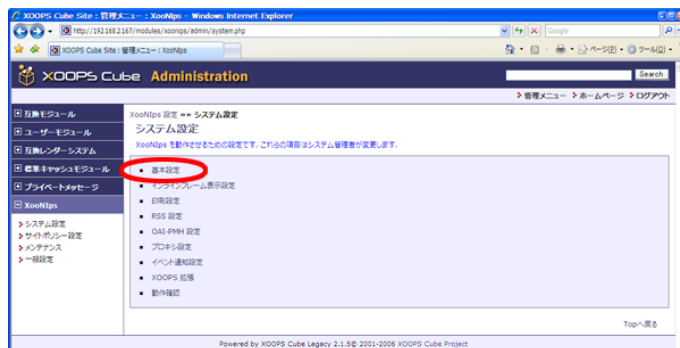 XOOPS Cube Site : 管理メニュー : XooNIps - Windows Internet Explorer
http://192.168.2.167/modules/xoonips/admin/system.php
Google
XOOPS Cube Site : 管理メニュー : XooNIps
ページ(P)
ツール(O)
XOOPS Cube Administration
Search
管理メニュー ホームページ ログアウト
互換モジュール
ユーザーモジュール
互換レンダーシステム
標準キャッシュモジュール
プライベートメッセージ
XooNIps
システム設定
サイトポリシー設定
メンテナンス
一般設定
XooNIps 設定 »» システム設定
システム設定
XooNIps を動作させるための設定です. これらの項目はシステム管理者が変更します.
基本設定
インラインフレーム表示設定
印刷設定
RSS 設定
OAI-PMH 設定
プロキシ設定
イベント通知設定
XOOPS 拡張
動作確認
Topへ戻る
Powered by XOOPS Cube Legacy 2.1.5© 2001-2006 XOOPS Cube Project